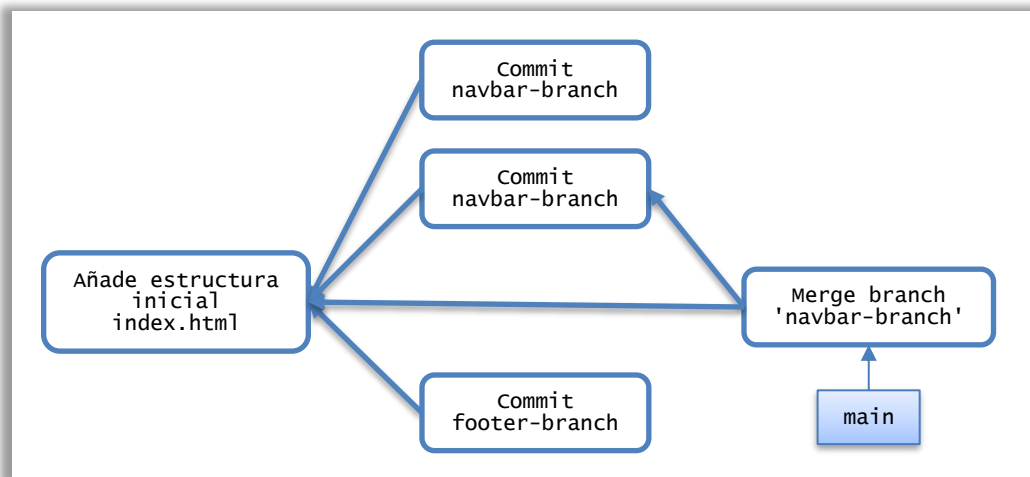 Commit
navbar-branch
Commit
navbar-branch
Añade estructura
inicial
index.html
Merge branch
'navbar-branch'
Commit
footer-branch
main